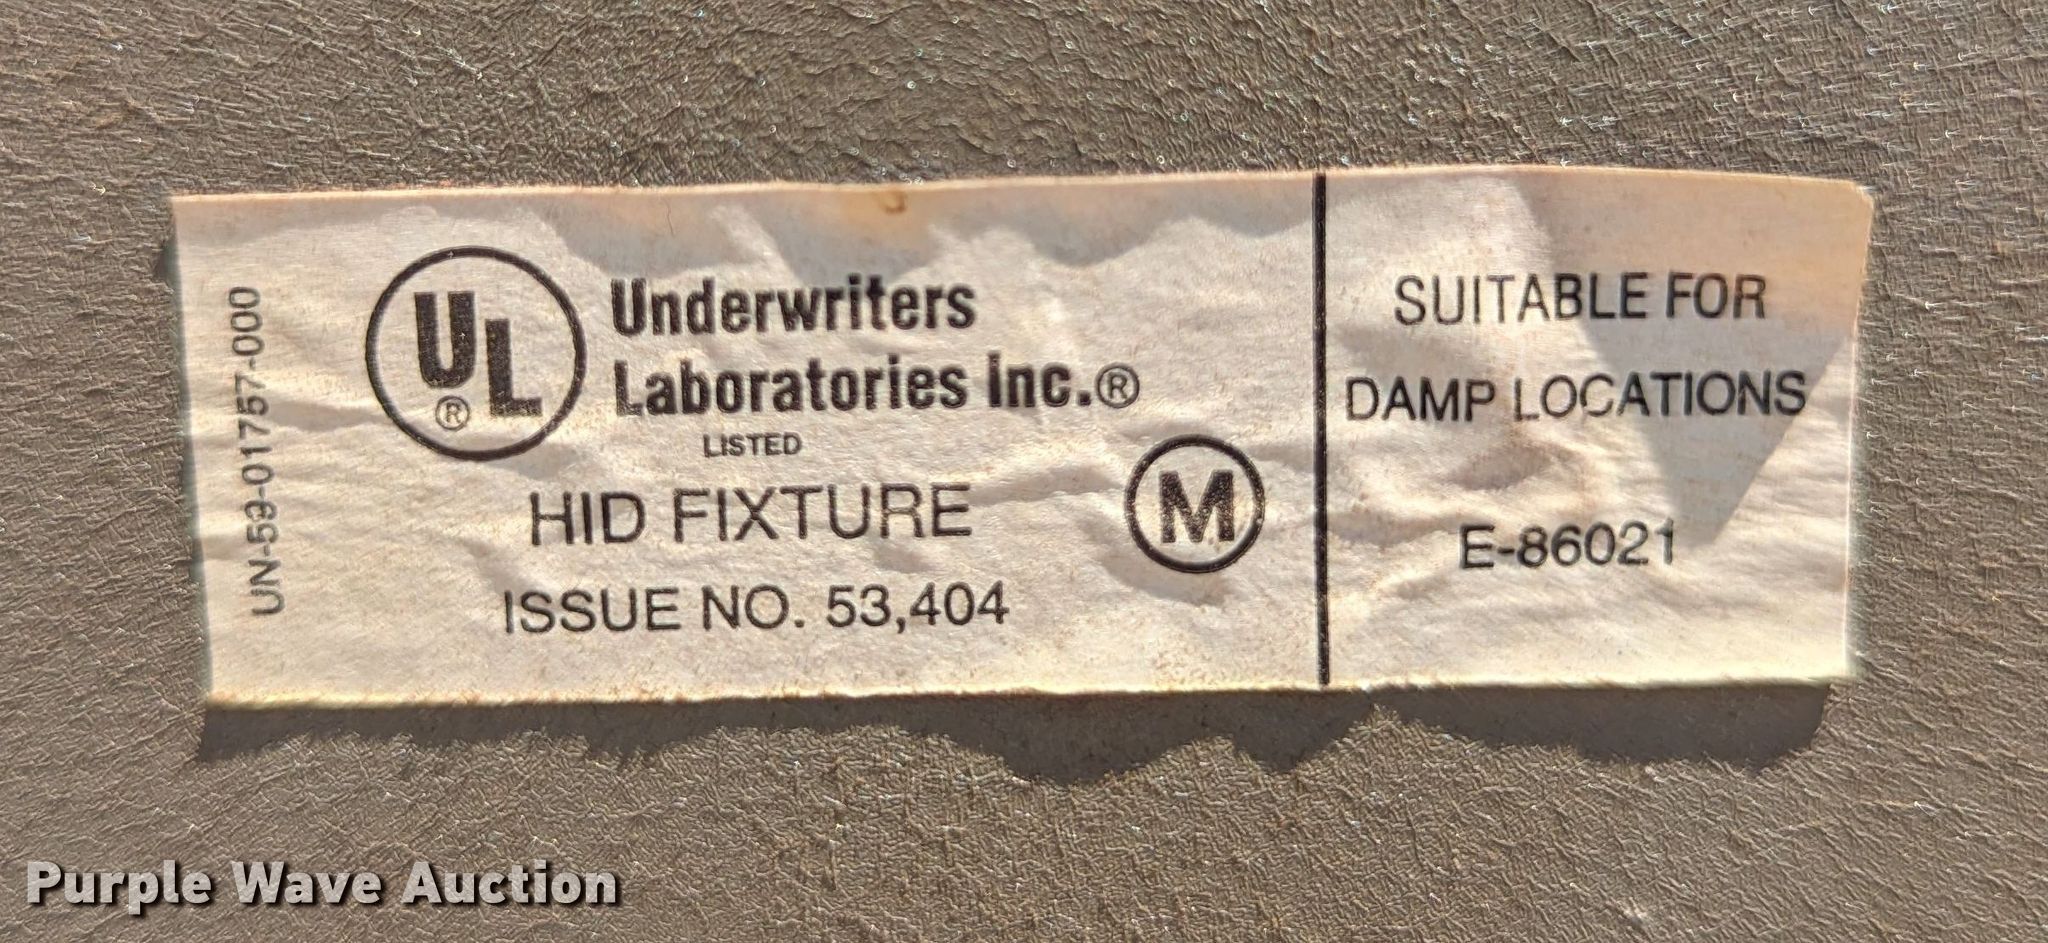 UN-59-01757-000
UL®
Underwriters
Laboratories Inc.®
LISTED
HID FIXTURE
M
ISSUE NO. 53,404
SUITABLE FOR
DAMP LOCATIONS
E-86021
Purple Wave Auction